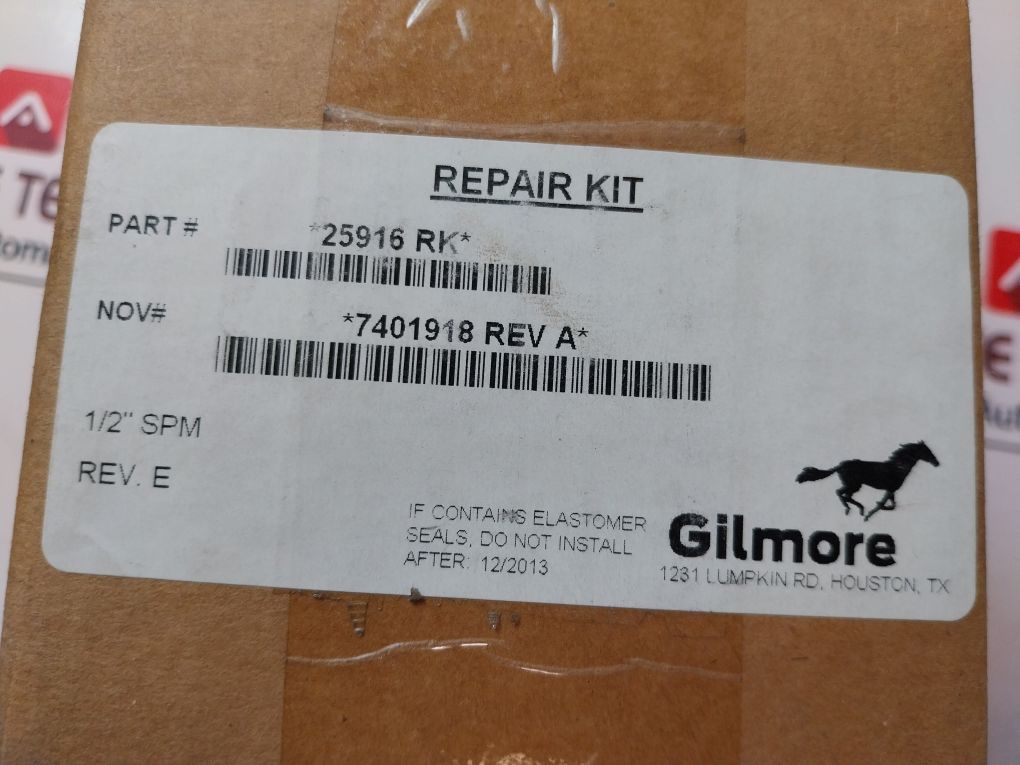 REPAIR KIT
PART # *25916 RK*
NOV# *7401918 REV A*
1/2" SPM
REV. E
IF CONTAINS ELASTOMER
SEALS, DO NOT INSTALL
AFTER: 12/2013
Gilmore
1231 LUMPKIN RD, HOUSTON, TX